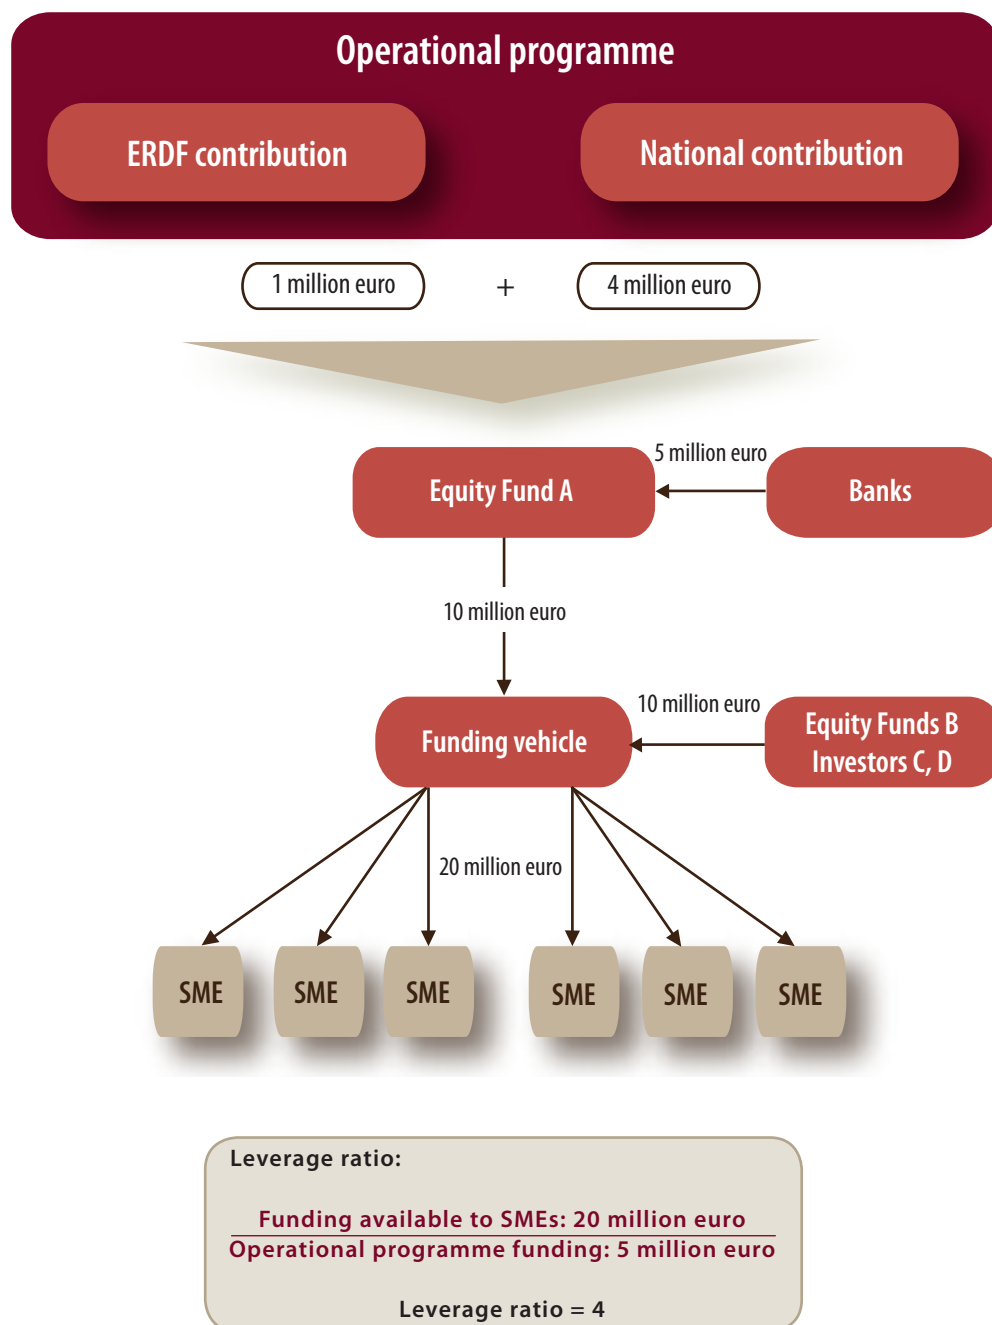 Operational programme
ERDF contribution
National contribution
1 million euro
+
4 million euro
5 million euro
Equity Fund A
Banks
10 million euro
10 million euro
Funding vehicle
Equity Funds B
Investors C, D
20 million euro
SME
SME
SME
SME
SME
SME
Leverage ratio:
Funding available to SMEs: 20 million euro
Operational programme funding: 5 million euro
Leverage ratio = 4